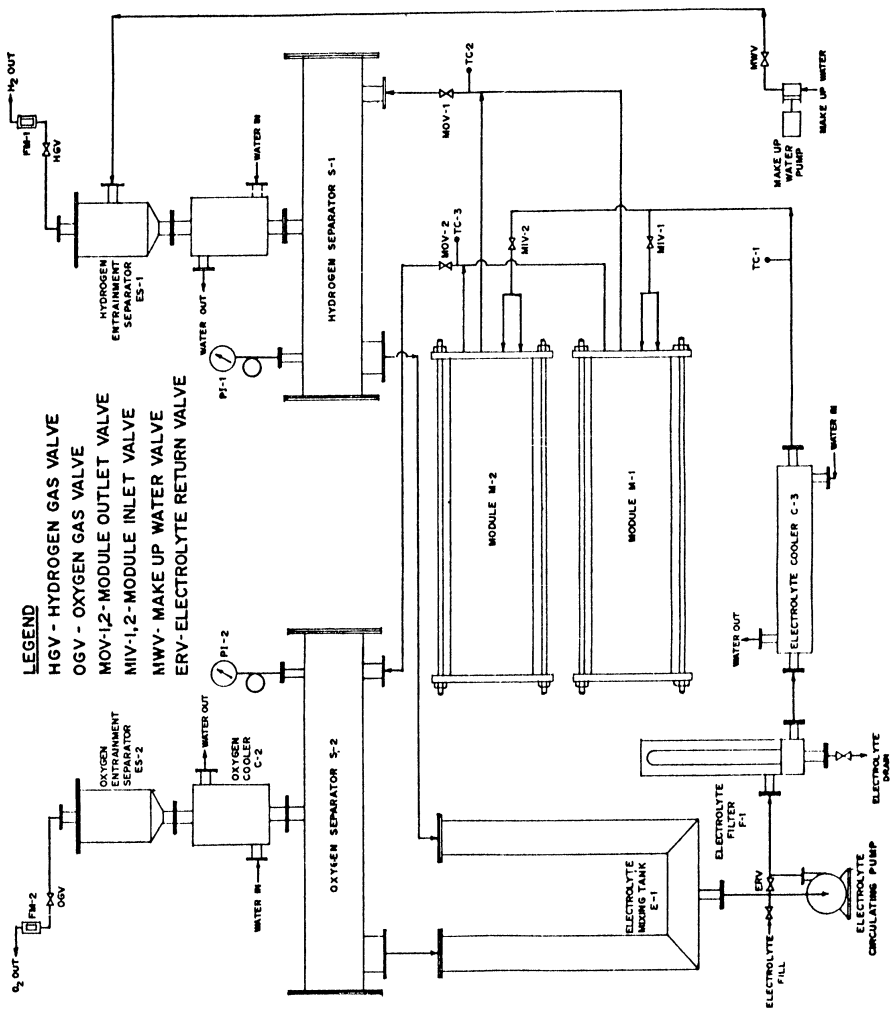 H2 OUT
FM-1
HGV
HYDROGEN
ENTRAINMENT
SEPARATOR
ES-1
WATER IN
WATER OUT
PI-1
HYDROGEN SEPARATOR S-1
MOV-1
TC-2
MWV
MAKE UP
WATER
PUMP
MAKE UP WATER
LEGEND
HGV - HYDROGEN GAS VALVE
OGV - OXYGEN GAS VALVE
MOV-1,2-MODULE OUTLET VALVE
MIV-1,2-MODULE INLET VALVE
MWV- MAKE UP WATER VALVE
ERV-ELECTROLYTE RETURN VALVE
MOV-2
TC-3
MIV-2
MIV-1
TC-1
MODULE M-2
MODULE M-1
O2 OUT
FM-2
OGV
OXYGEN
ENTRAINMENT
SEPARATOR
ES-2
WATER OUT
OXYGEN
COOLER
C-2
WATER IN
PI-2
OXYGEN SEPARATOR S-2
WATER OUT
ELECTROLYTE COOLER C-3
WATER IN
ELECTROLYTE
FILTER
F-1
ELECTROLYTE
DRAIN
ELECTROLYTE
MIXING TANK
E-1
ERV
ELECTROLYTE
FILL
ELECTROLYTE
CIRCULATING PUMP